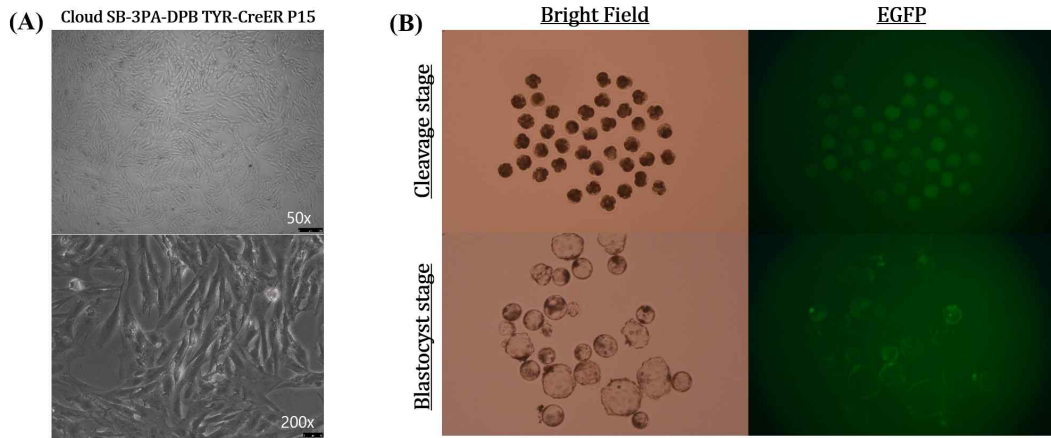 (A)
Cloud SB-3PA-DPB TYR-CreER P15
50x
200x
(B)
Bright Field
EGFP
Cleavage stage
Blastocyst stage